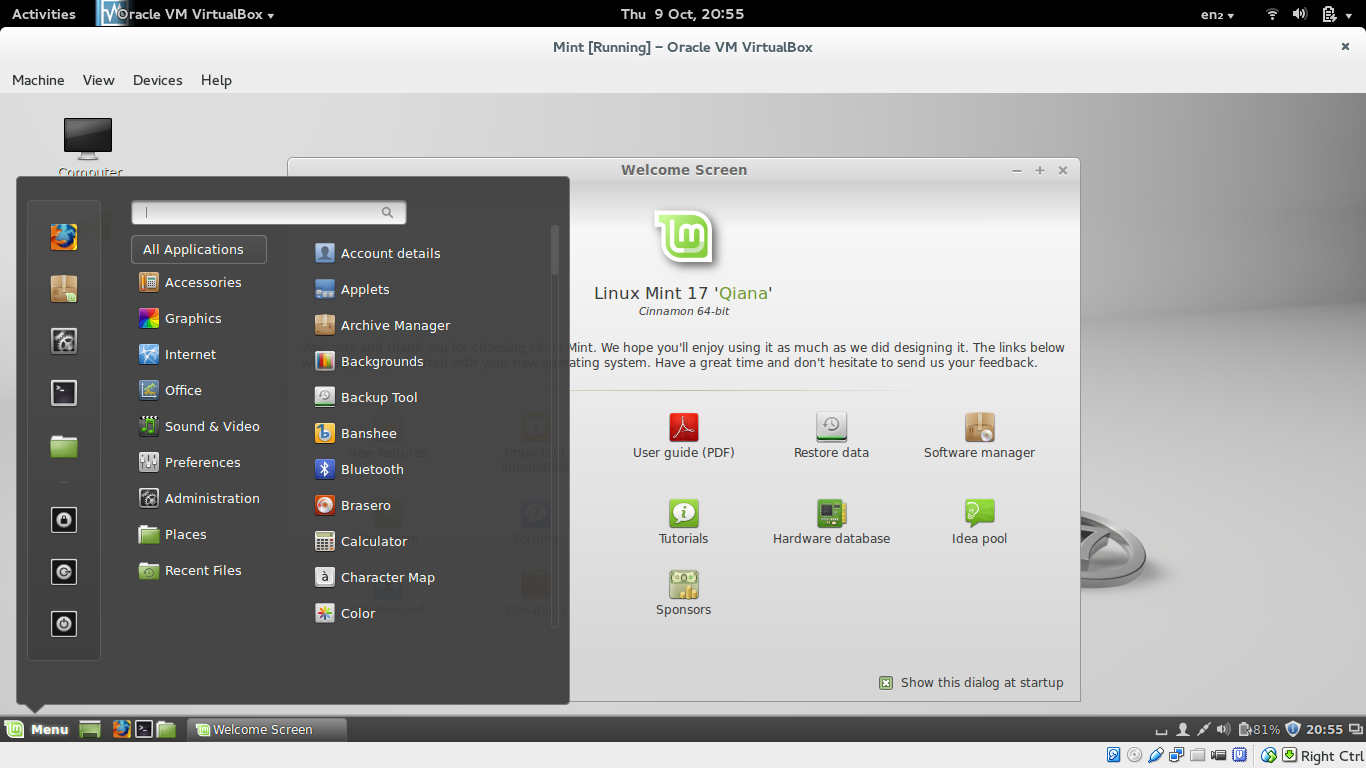 Activities
Oracle VM VirtualBox
Thu 9 Oct, 20:55
en₂
Mint [Running] – Oracle VM VirtualBox
Machine View Devices Help
Computer
Welcome Screen
All Applications
Accessories
Graphics
Internet
Office
Sound & Video
Preferences
Administration
Places
Recent Files
Account details
Applets
Archive Manager
Backgrounds
Backup Tool
Banshee
Bluetooth
Brasero
Calculator
Character Map
Color
Linux Mint 17 'Qiana'
Cinnamon 64-bit
Welcome and thank you for choosing Linux Mint. We hope you'll enjoy using it as much as we did designing it. The links below
with your new operating system. Have a great time and don't hesitate to send us your feedback.
New features
Important
information
User guide (PDF)
Restore data
Software manager
Forums
Tutorials
Hardware database
Idea pool
involved
Donations
Sponsors
Show this dialog at startup
Menu
Welcome Screen
81%
20:55
Right Ctrl